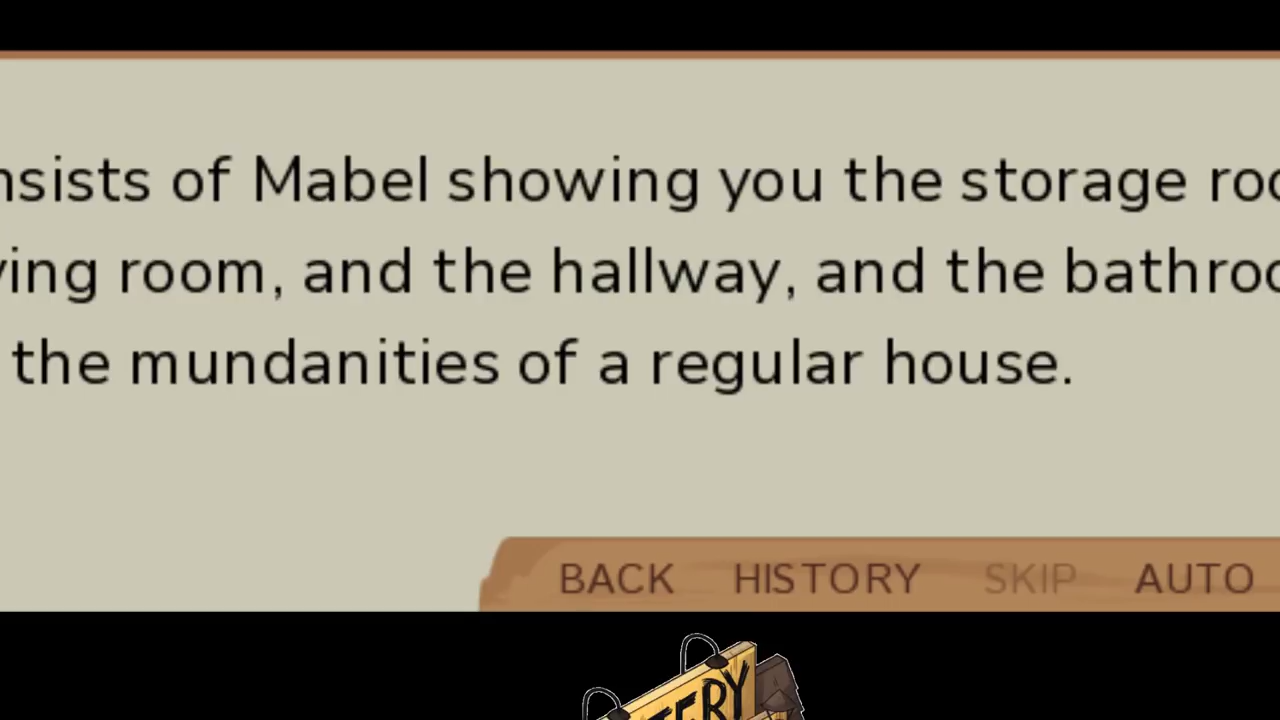 nsists of Mabel showing you the storage roo
ving room, and the hallway, and the bathroo
the mundanities of a regular house.
BACK HISTORY SKIP AUTO
TERY